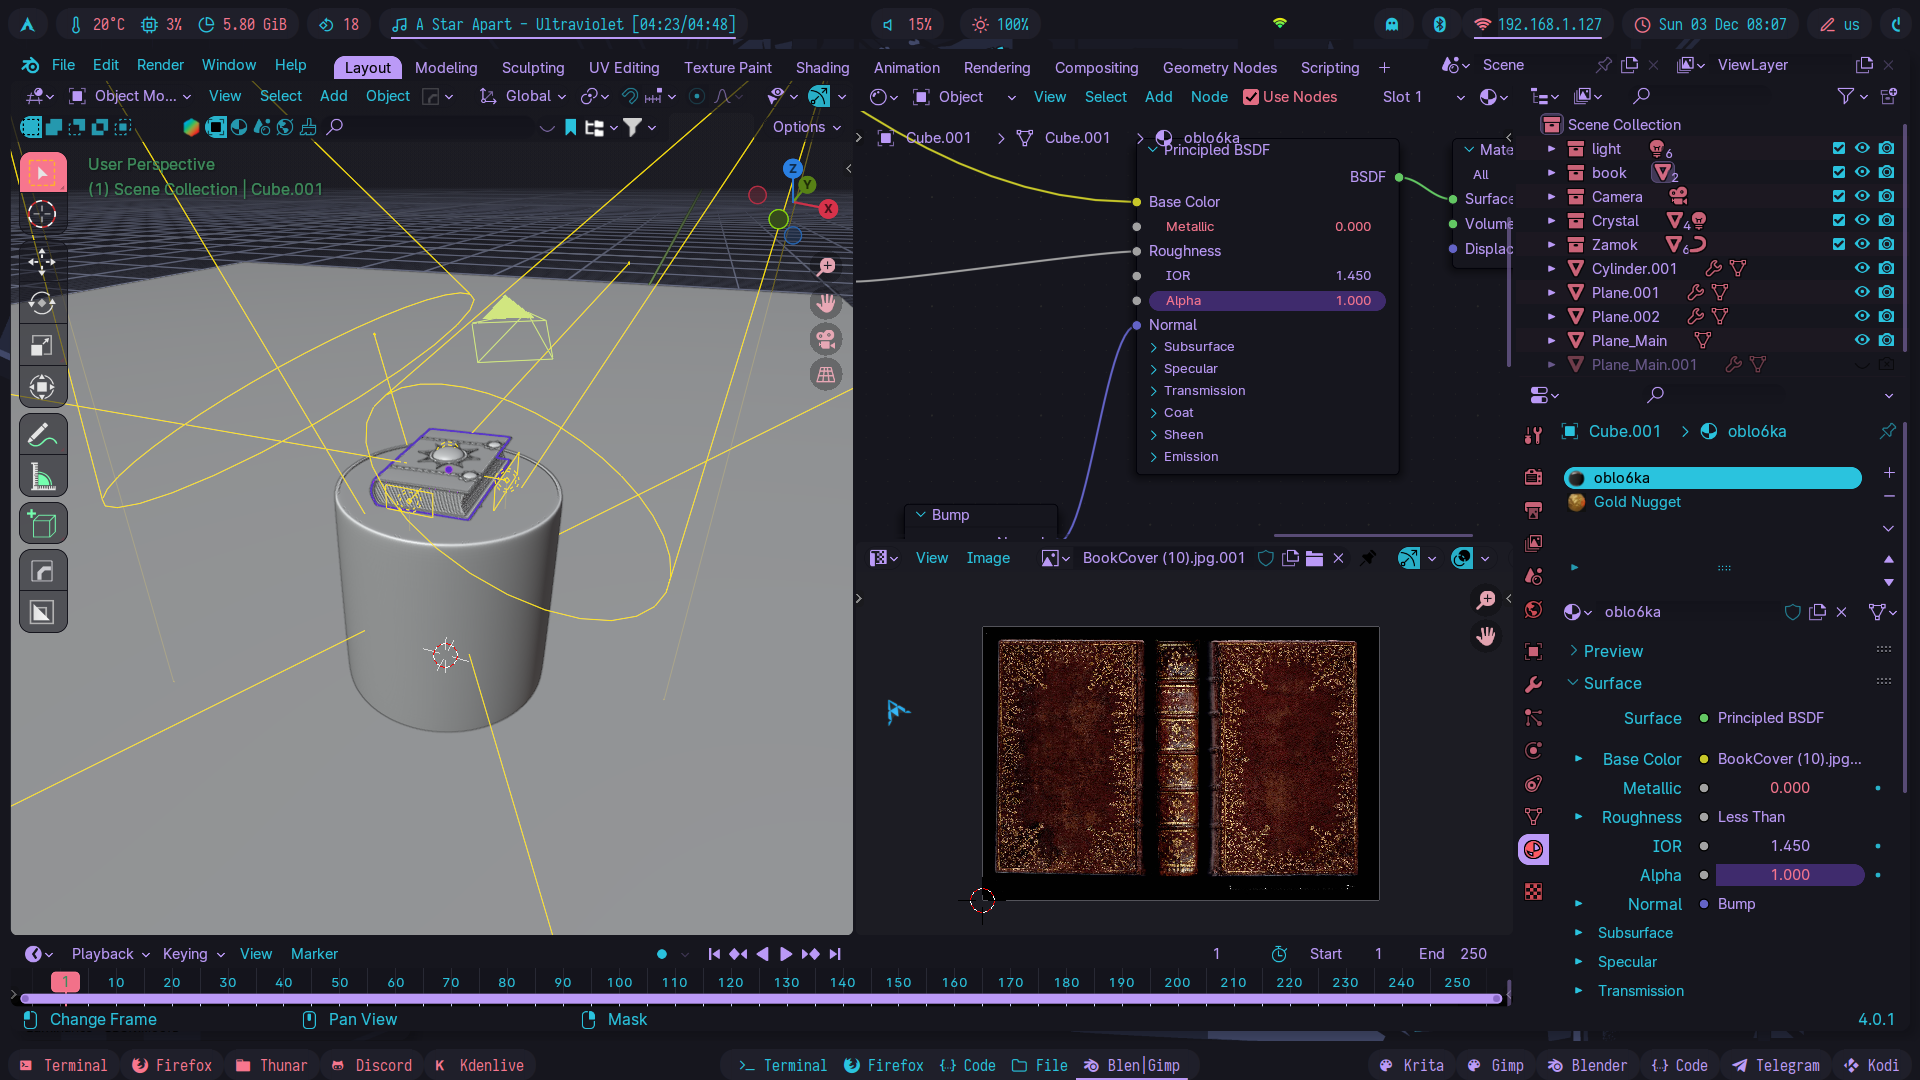 20°C 3% 5.80 GiB 18 A Star Apart - Ultraviolet [04:23/04:48] 15% 100% 192.168.1.127 Sun 03 Dec 08:07 us
File Edit Render Window Help Layout Modeling Sculpting UV Editing Texture Paint Shading Animation Rendering Compositing Geometry Nodes Scripting + Scene ViewLayer
Object Mo... View Select Add Object Global
Object View Select Add Node Use Nodes Slot 1
Options
User Perspective
(1) Scene Collection | Cube.001
Z
Y
X
Cube.001 > Cube.001 > oblo6ka
Principled BSDF
BSDF
Base Color
Metallic 0.000
Roughness
IOR 1.450
Alpha 1.000
Normal
Subsurface
Specular
Transmission
Coat
Sheen
Emission
Mate
All
Surface
Volum
Displac
Bump
Scene Collection
light 6
book 2
Camera
Crystal 4
Zamok 6
Cylinder.001
Plane.001
Plane.002
Plane_Main
Plane_Main.001
Cube.001 > oblo6ka
oblo6ka
Gold Nugget
oblo6ka
Preview
Surface
Surface Principled BSDF
Base Color BookCover (10).jpg...
Metallic 0.000
Roughness Less Than
IOR 1.450
Alpha 1.000
Normal Bump
Subsurface
Specular
Transmission
View Image BookCover (10).jpg.001
Playback Keying View Marker 1 Start 1 End 250
1 10 20 30 40 50 60 70 80 90 100 110 120 130 140 150 160 170 180 190 200 210 220 230 240 250
Change Frame Pan View Mask 4.0.1
Terminal Firefox Thunar Discord Kdenlive Terminal Firefox Code File Blen|Gimp Krita Gimp Blender Code Telegram Kodi